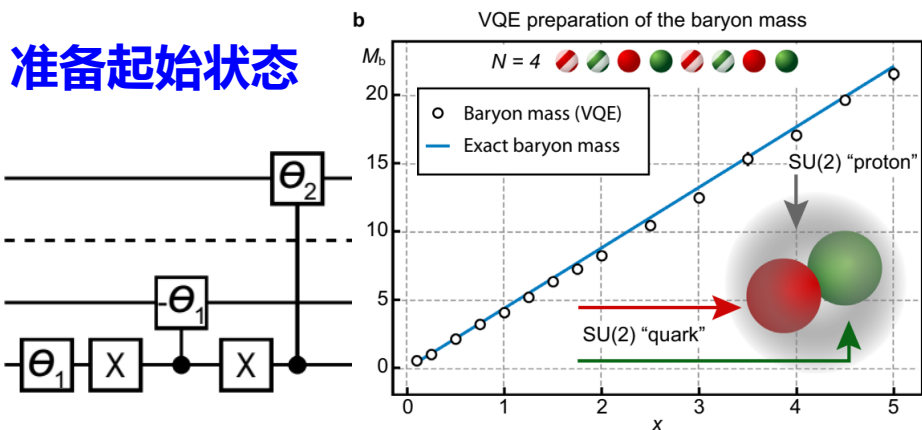 准备起始状态
θ2
-θ1
θ1 X X
b VQE preparation of the baryon mass
Mb
N = 4
Baryon mass (VQE)
Exact baryon mass
SU(2) “proton”
SU(2) “quark”
20
15
10
5
0
0 1 2 3 4 5
x